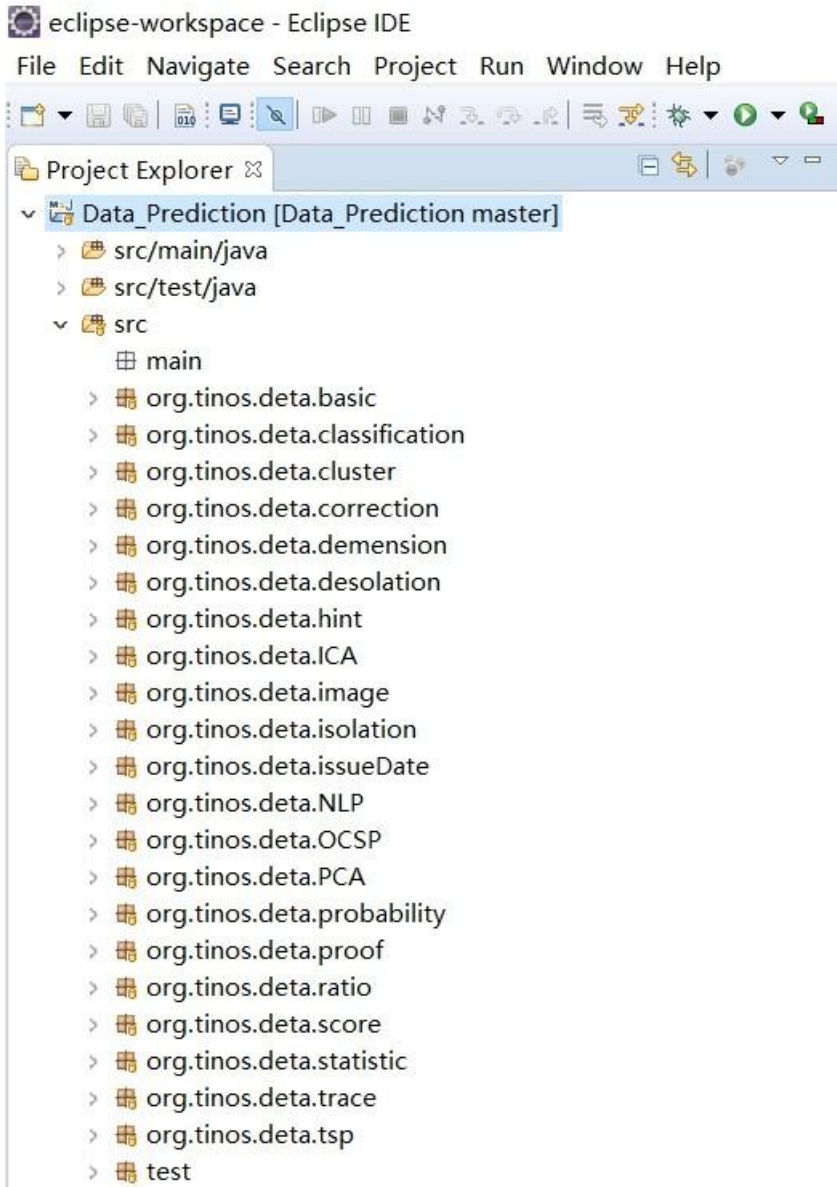 eclipse-workspace - Eclipse IDE
File Edit Navigate Search Project Run Window Help
010
Project Explorer
Data_Prediction [Data_Prediction master]
src/main/java
src/test/java
src
main
org.tinos.deta.basic
org.tinos.deta.classification
org.tinos.deta.cluster
org.tinos.deta.correction
org.tinos.deta.demension
org.tinos.deta.desolation
org.tinos.deta.hint
org.tinos.deta.ICA
org.tinos.deta.image
org.tinos.deta.isolation
org.tinos.deta.issueDate
org.tinos.deta.NLP
org.tinos.deta.OCSP
org.tinos.deta.PCA
org.tinos.deta.probability
org.tinos.deta.proof
org.tinos.deta.ratio
org.tinos.deta.score
org.tinos.deta.statistic
org.tinos.deta.trace
org.tinos.deta.tsp
test